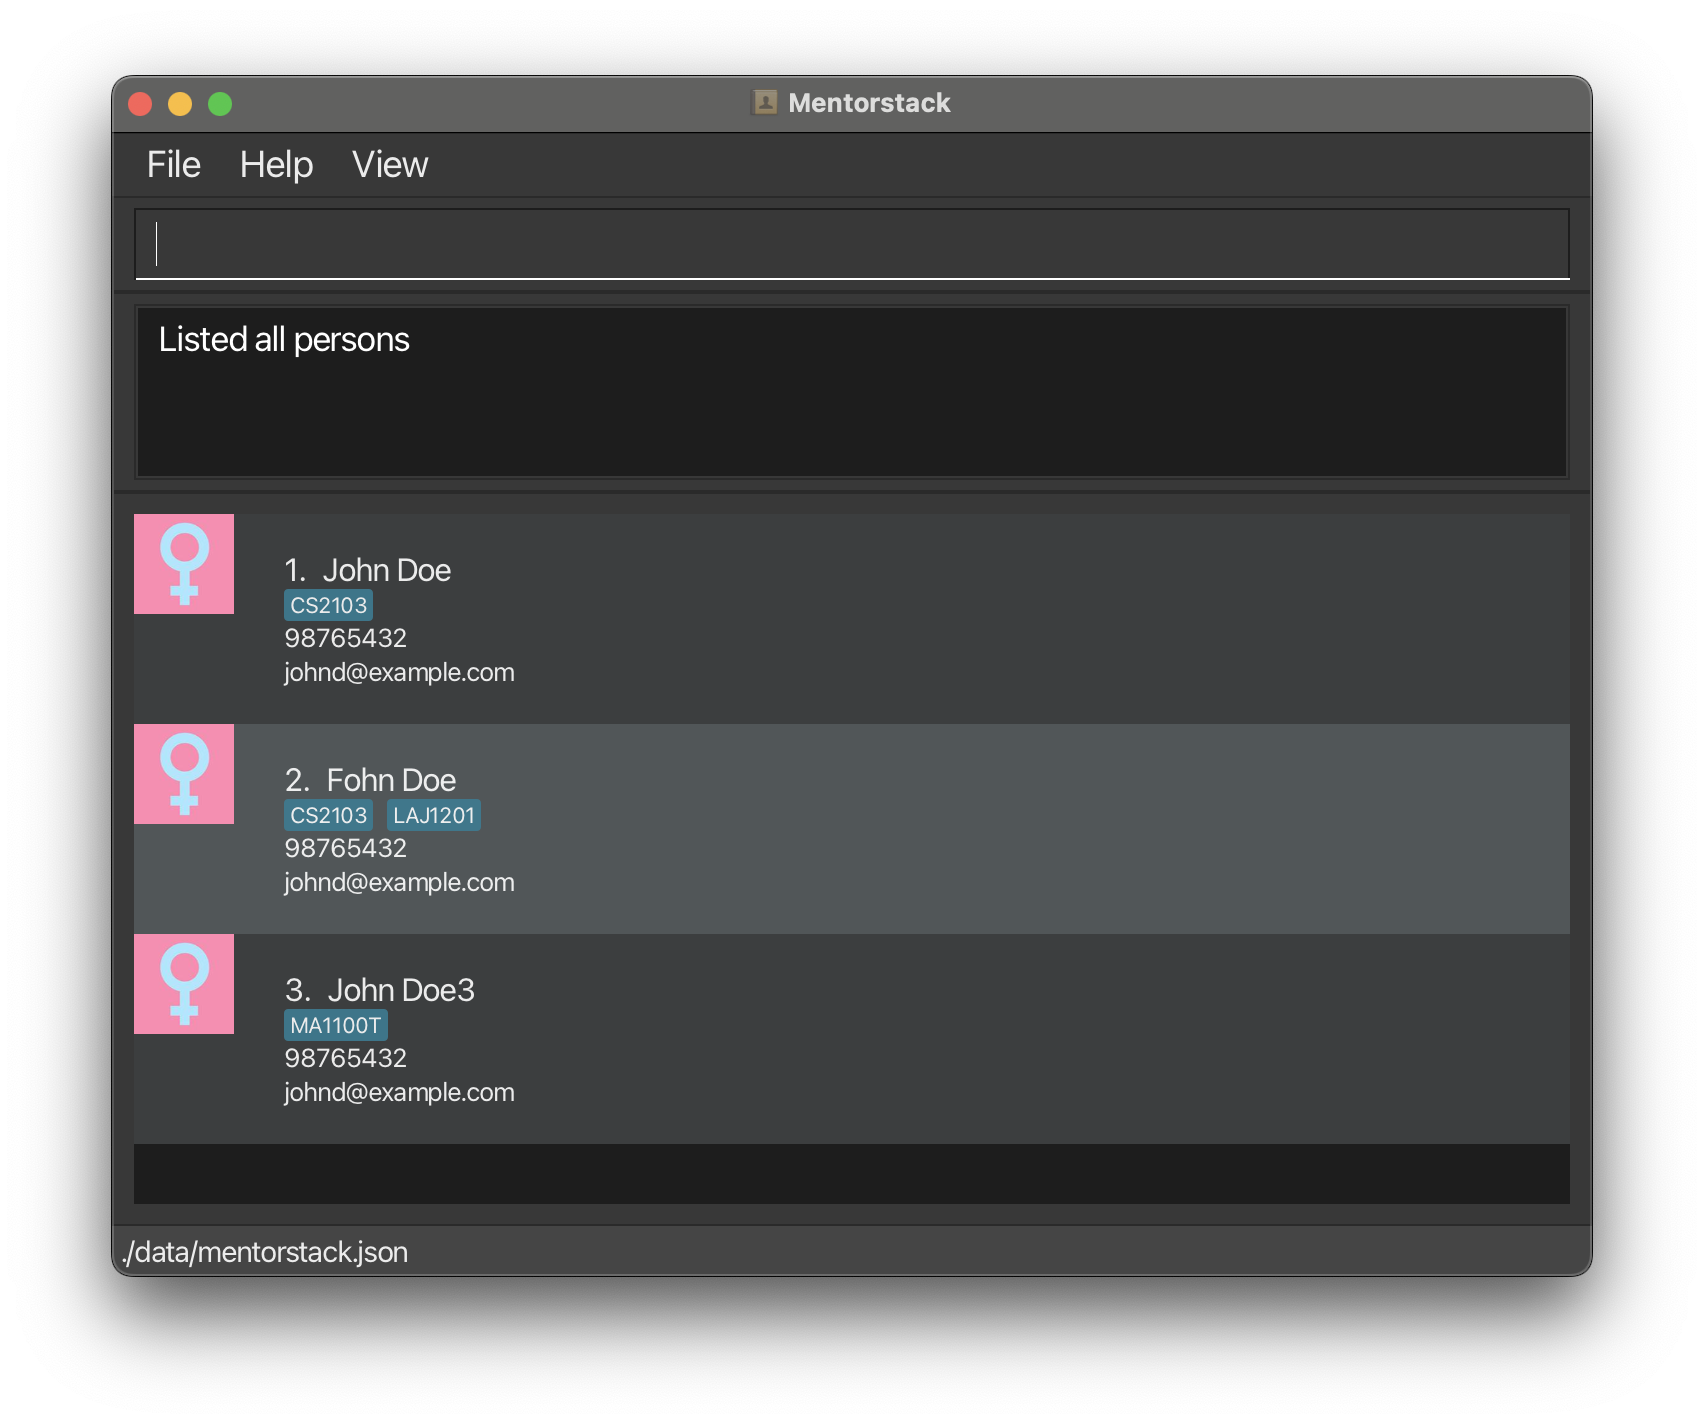 Mentorstack
File Help View
Listed all persons
1. John Doe
CS2103
98765432
johnd@example.com
2. Fohn Doe
CS2103 LAJ1201
98765432
johnd@example.com
3. John Doe3
MA1100T
98765432
johnd@example.com
./data/mentorstack.json